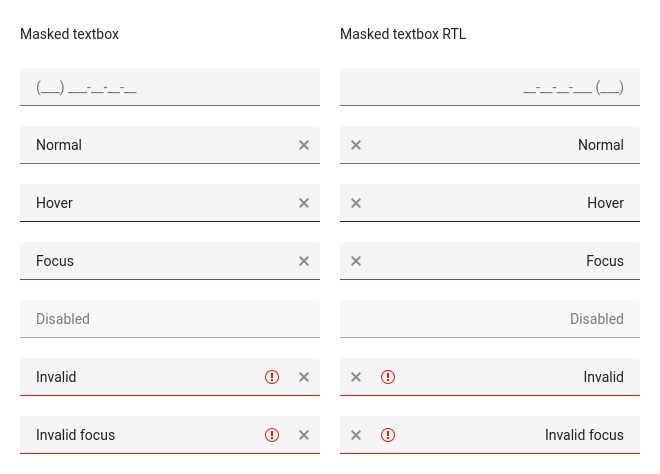 Masked textbox
Masked textbox RTL
(___) ___-__-__-__
__-__-__-___ (___)
Normal
Normal
Hover
Hover
Focus
Focus
Disabled
Disabled
Invalid
Invalid
Invalid focus
Invalid focus